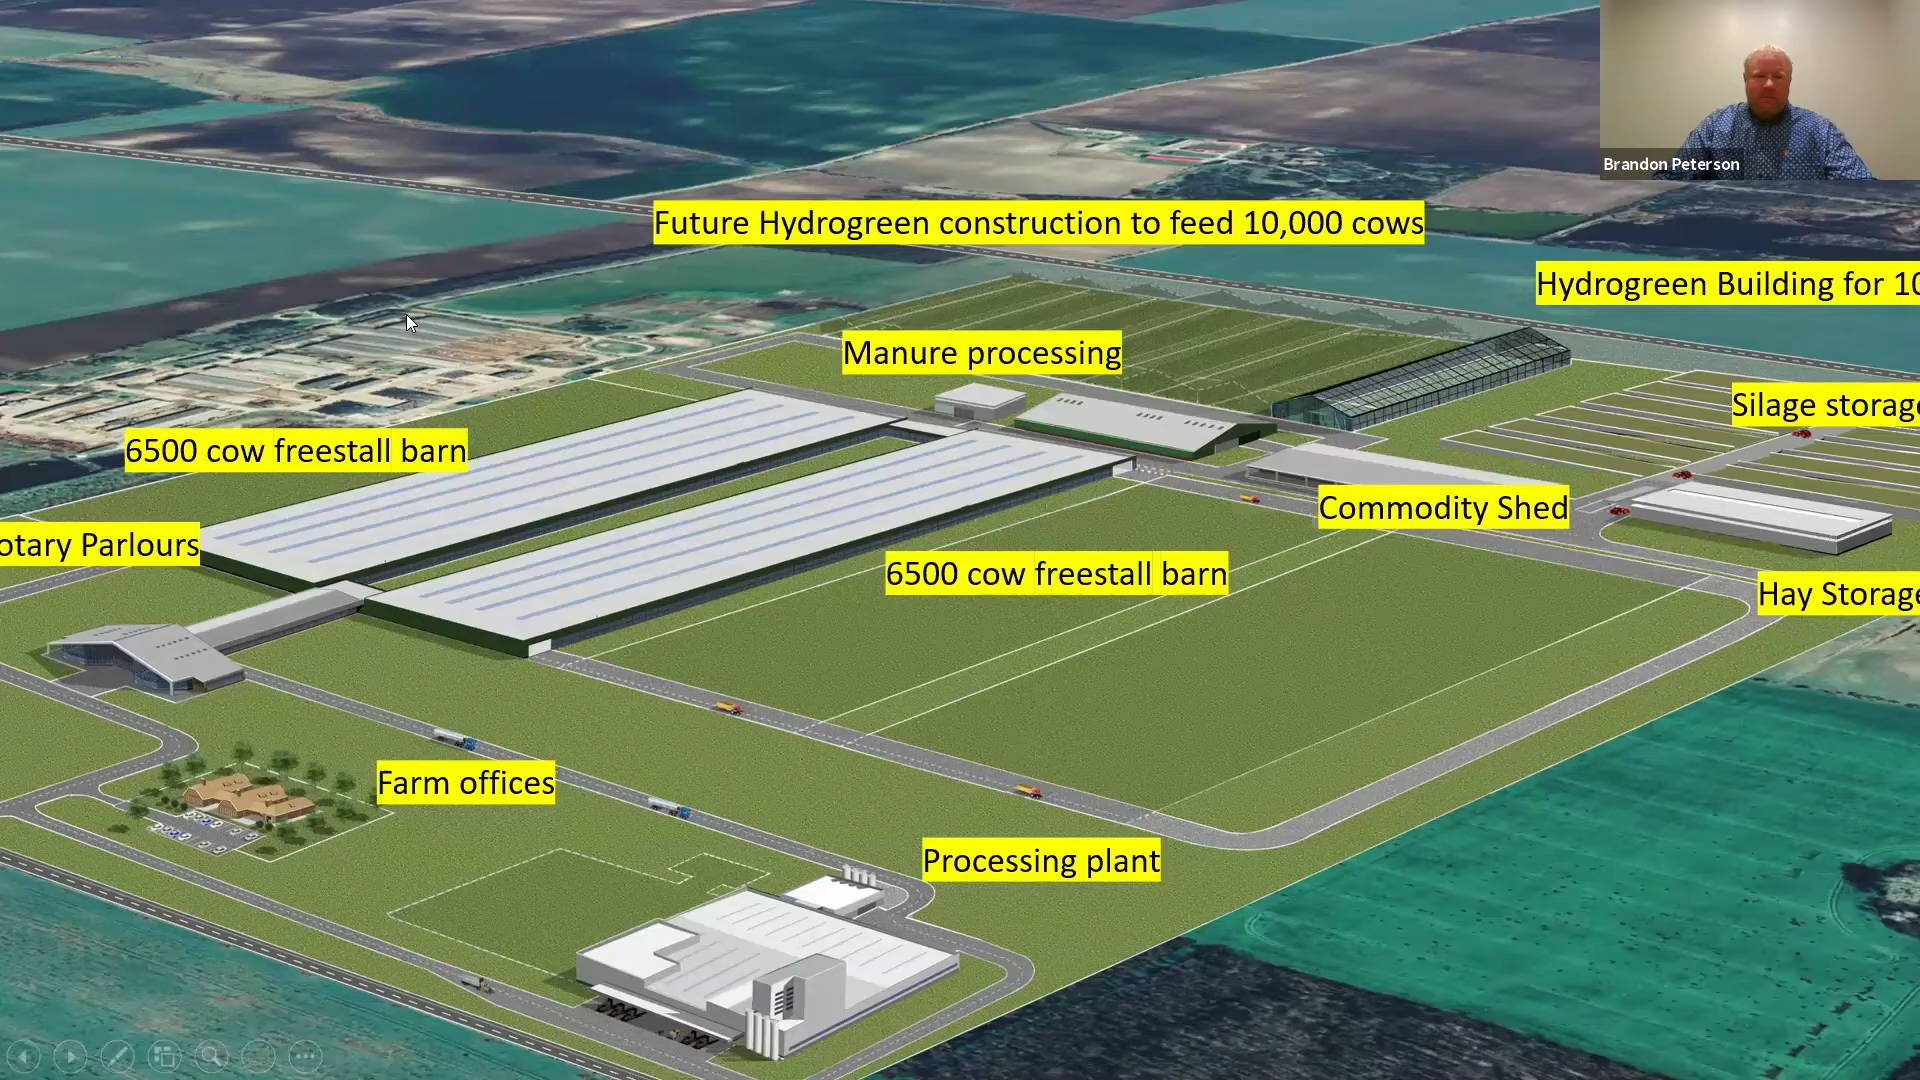 Brandon Peterson
Future Hydrogreen construction to feed 10,000 cows
Hydrogreen Building for 10
Manure processing
Silage storage
6500 cow freestall barn
Commodity Shed
otary Parlours
6500 cow freestall barn
Hay Storage
Farm offices
Processing plant